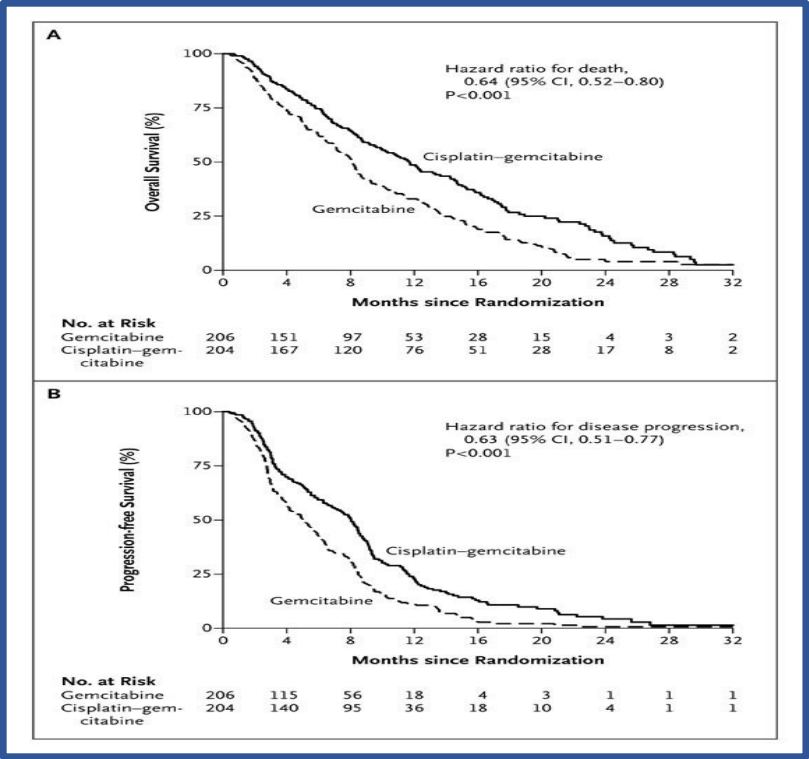 A
Overall Survival (%)
100
75
50
25
0
Hazard ratio for death,
0.64 (95% CI, 0.52–0.80)
P<0.001
Cisplatin–gemcitabine
Gemcitabine
0 4 8 12 16 20 24 28 32
Months since Randomization
No. at Risk
Gemcitabine 206 151 97 53 28 15 4 3 2
Cisplatin–gem- 204 167 120 76 51 28 17 8 2
citabine
B
Progression-free Survival (%)
100
75
50
25
0
Hazard ratio for disease progression,
0.63 (95% CI, 0.51–0.77)
P<0.001
Cisplatin–gemcitabine
Gemcitabine
0 4 8 12 16 20 24 28 32
Months since Randomization
No. at Risk
Gemcitabine 206 115 56 18 4 3 1 1 1
Cisplatin–gem- 204 140 95 36 18 10 4 1 1
citabine